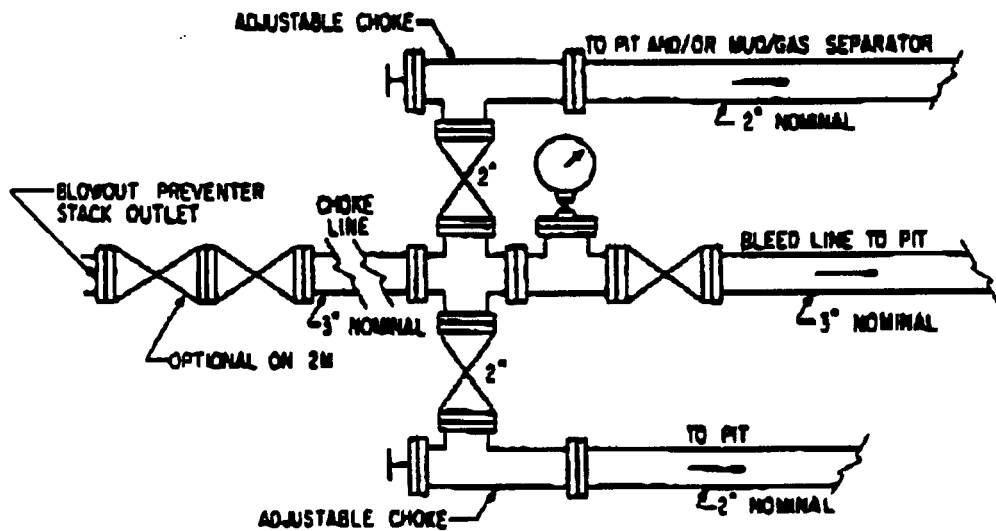 ADJUSTABLE CHOKE
TO PIT AND/OR MUD/GAS SEPARATOR
2" NOMINAL
2"
BLOWOUT PREVENTER
STACK OUTLET
CHOKE
LINE
BLEED LINE TO PIT
3" NOMINAL
3" NOMINAL
OPTIONAL ON 2M
2"
TO PIT
2" NOMINAL
ADJUSTABLE CHOKE